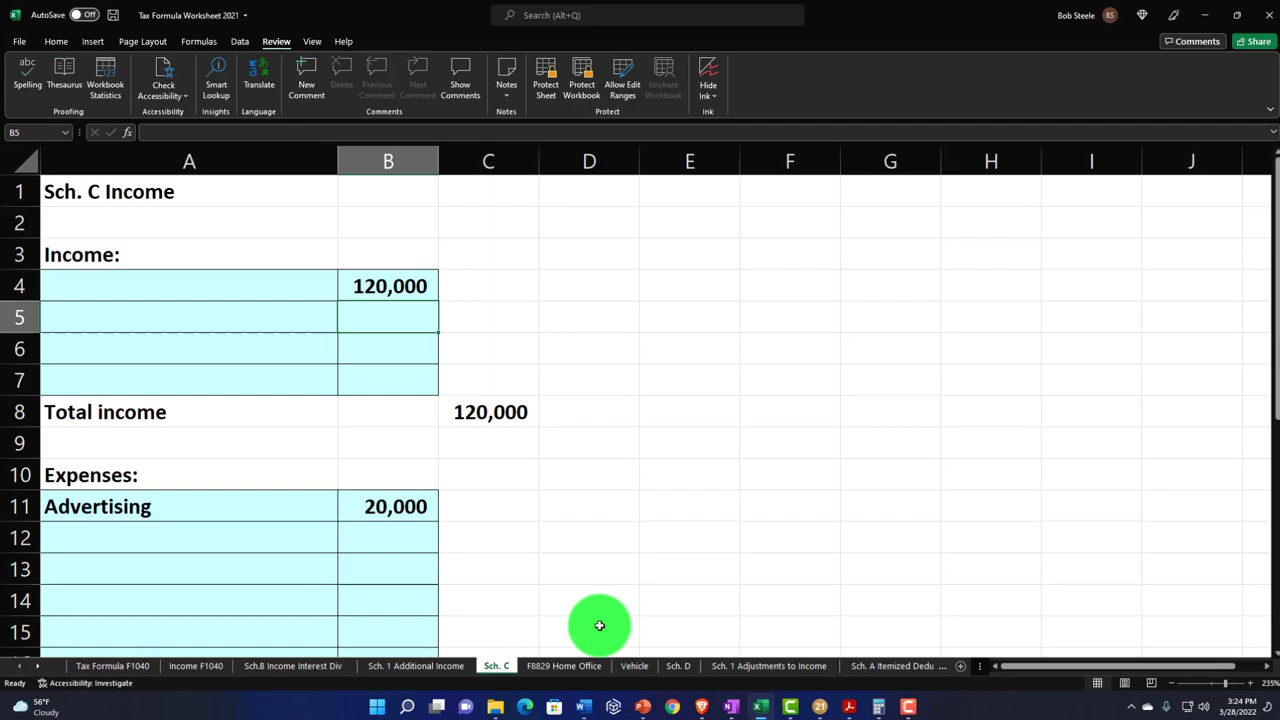 AutoSave Off Tax Formula Worksheet 2021 Search (Alt+Q) Bob Steele BS
File Home Insert Page Layout Formulas Data Review View Help Comments Share
Spelling Thesaurus Workbook Statistics Check Accessibility Smart Lookup Translate New Comment Delete Previous Comment Next Comment Show Comments Notes Protect Sheet Protect Workbook Allow Edit Ranges Unshare Workbook Hide Ink
Proofing Accessibility Insights Language Comments Notes Protect Ink
B5 fx
A B C D E F G H I J
1 Sch. C Income
2
3 Income:
4 120,000
5
6
7
8 Total income 120,000
9
10 Expenses:
11 Advertising 20,000
12
13
14
15
Tax Formula F1040 Income F1040 Sch.B Income Interest Div Sch. 1 Additional Income Sch. C F8829 Home Office Vehicle Sch. D Sch. 1 Adjustments to Income Sch. A Itemized Dedu ...
Ready Accessibility: Investigate 235%
56°F
Cloudy
21
3:24 PM
3/28/2022